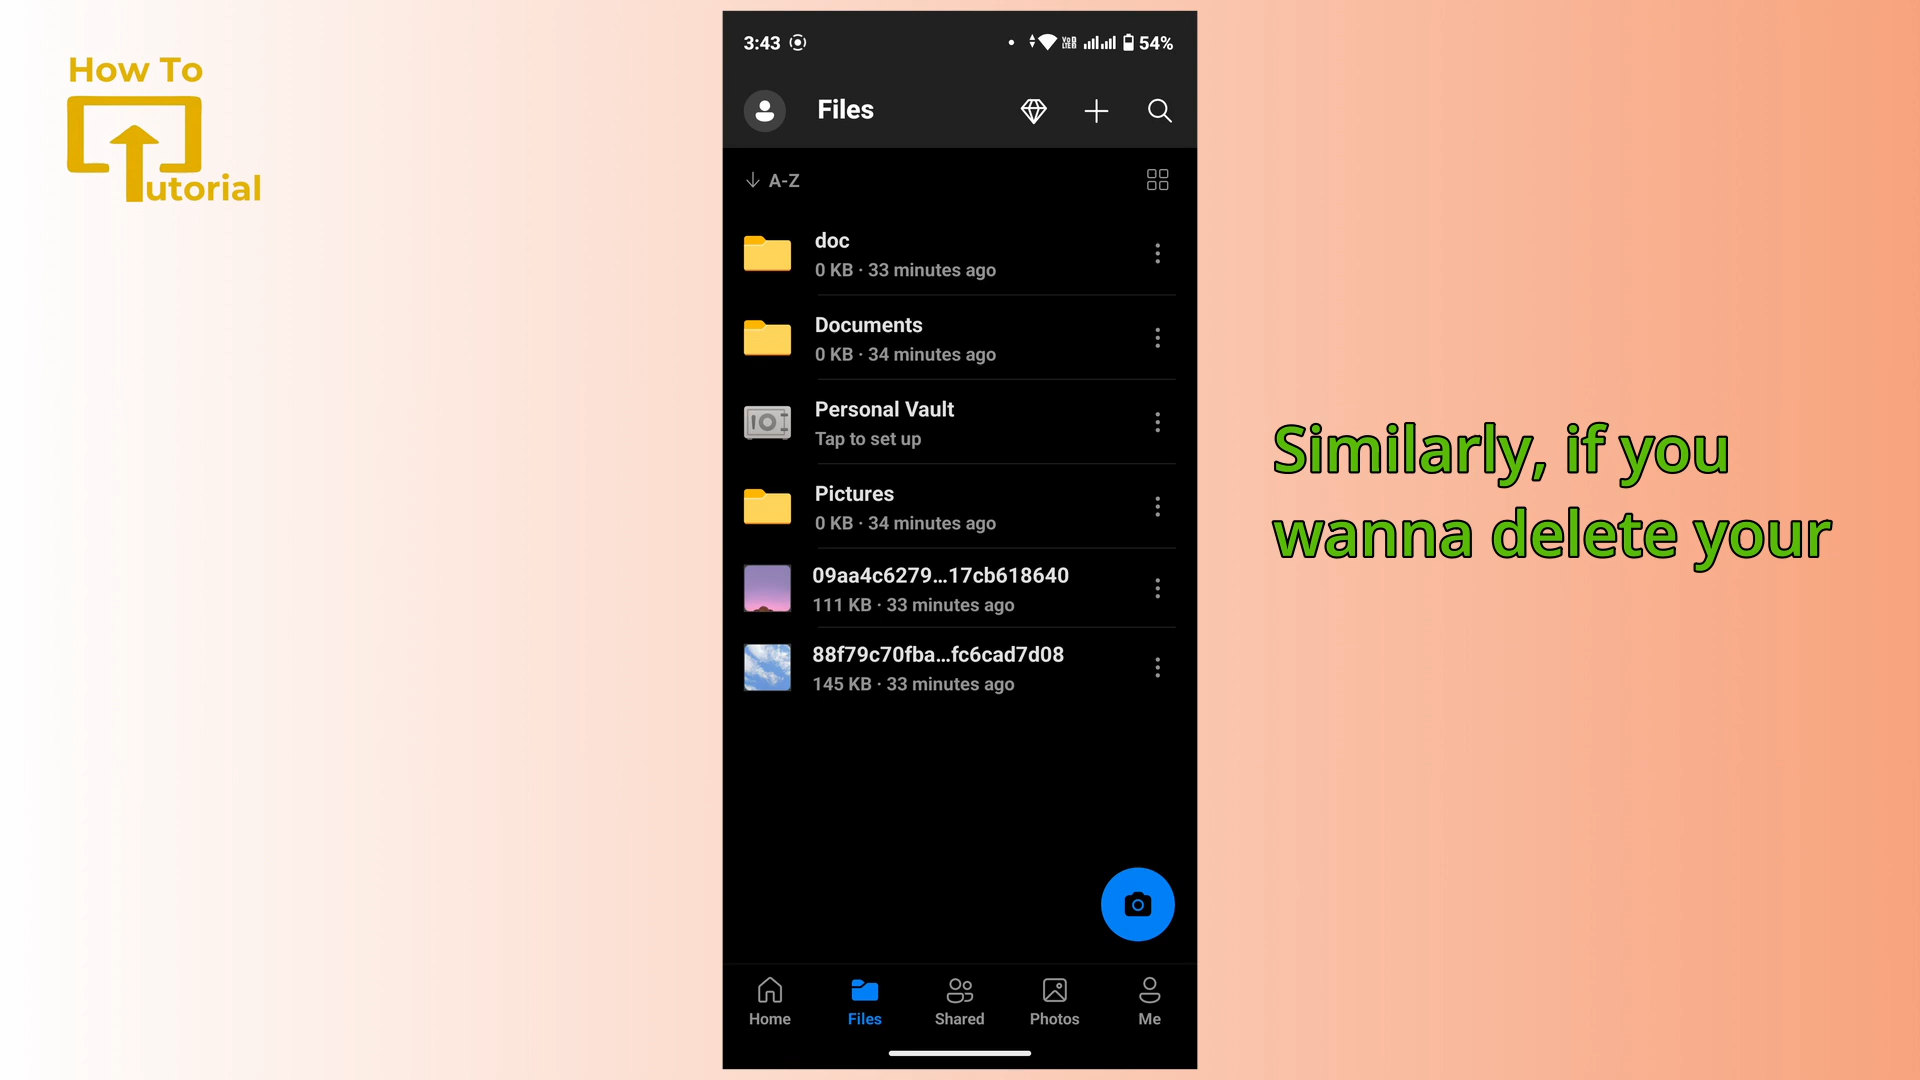 How To
Tutorial
3:43
54%
Files
A-Z
doc
0 KB · 33 minutes ago
Documents
0 KB · 34 minutes ago
Personal Vault
Tap to set up
Pictures
0 KB · 34 minutes ago
09aa4c6279...17cb618640
111 KB · 33 minutes ago
88f79c70fba...fc6cad7d08
145 KB · 33 minutes ago
Similarly, if you
wanna delete your
Home
Files
Shared
Photos
Me